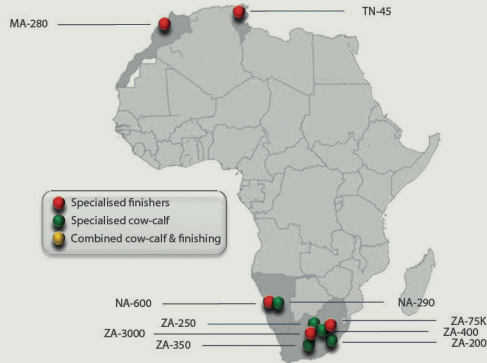 TN-45
MA-280
Specialised finishers
Specialised cow-calf
Combined cow-calf & finishing
NA-600
NA-290
ZA-250
ZA-75K
ZA-3000
ZA-400
ZA-350
ZA-200